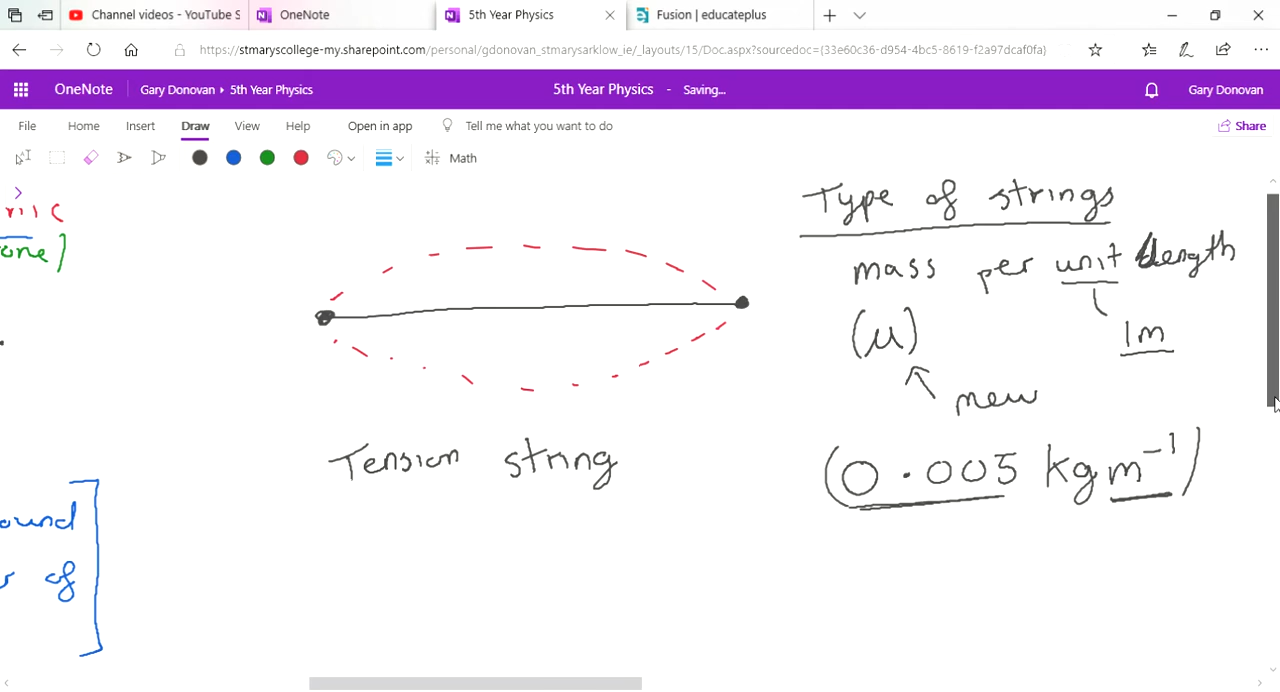 Channel videos - YouTube S
OneNote
5th Year Physics
Fusion | educateplus
https://stmaryscollege-my.sharepoint.com/personal/gdonovan_stmarysarklow_ie/_layouts/15/Doc.aspx?sourcedoc={33e60c36-d954-4bc5-8619-f2a97dcaf0fa}
OneNote Gary Donovan › 5th Year Physics 5th Year Physics - Saving... Gary Donovan
File Home Insert Draw View Help Open in app Tell me what you want to do Share
Math
Type of strings
mass per unit length
one]
(μ)
1m
new
Tension string
(0.005 kgm⁻¹)
ound
of